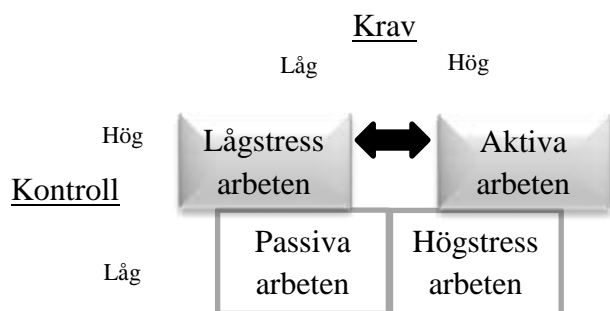 Krav
Låg Hög
Hög
Lågstress
arbeten
Aktiva
arbeten
Kontroll
Låg
Passiva
arbeten
Högstress
arbeten